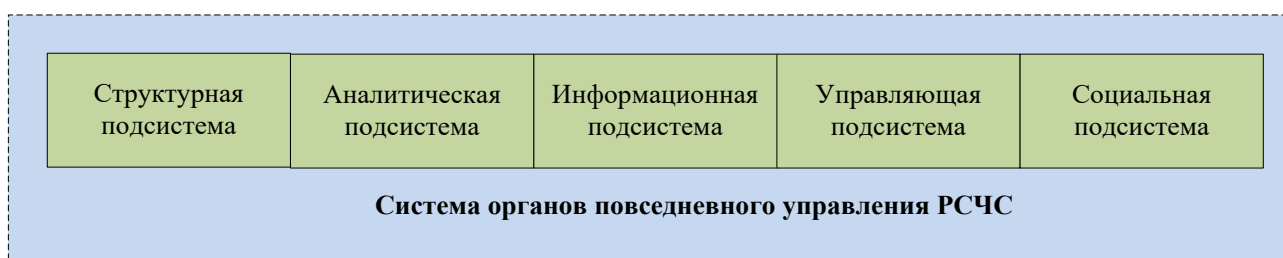 Структурная
подсистема
Аналитическая
подсистема
Информационная
подсистема
Управляющая
подсистема
Социальная
подсистема
Система органов повседневного управления РСЧС